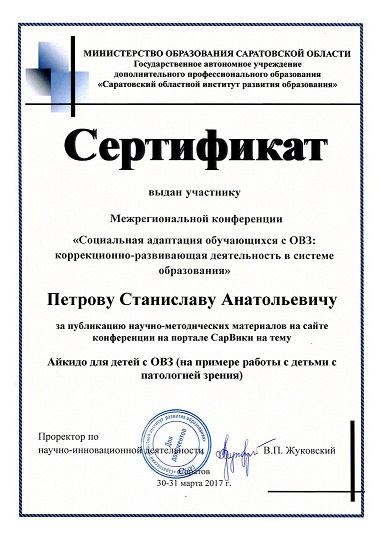 МИНИСТЕРСТВО ОБРАЗОВАНИЯ САРАТОВСКОЙ ОБЛАСТИ
Государственное автономное учреждение
дополнительного профессионального образования
«Саратовский областной институт развития образования»
Сертификат
выдан участнику
Межрегиональной конференции
«Социальная адаптация обучающихся с ОВЗ:
коррекционно-развивающая деятельность в системе
образования»
Петрову Станиславу Анатольевичу
за публикацию научно-методических материалов на сайте
конференции на портале СарВики на тему
Айкидо для детей с ОВЗ (на примере работы с детьми с
патологией зрения)
Проректор по
научно-инновационной деятельности В.П. Жуковский
Для
документов
Саратов
30-31 марта 2017 г.